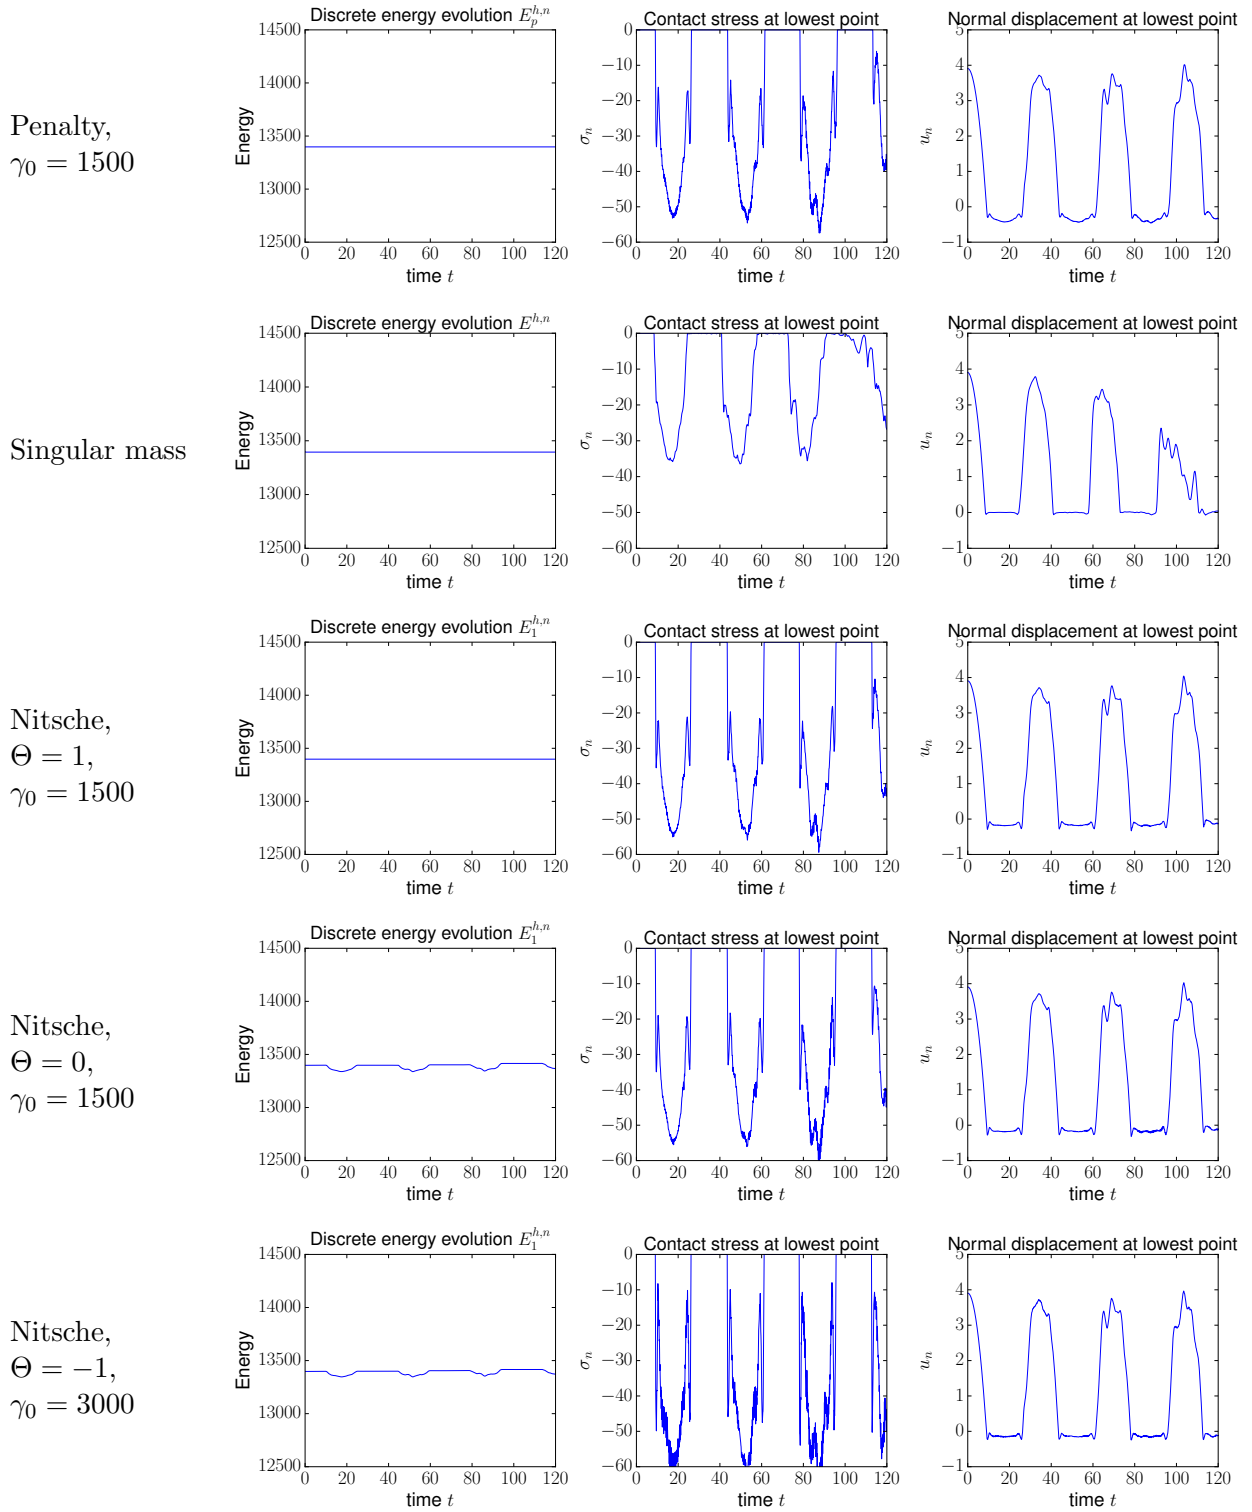 Penalty,
γ₀ = 1500
Discrete energy evolution E_p^{h,n}
14500
14000
13500
13000
12500
Energy
0 20 40 60 80 100 120
time t
Contact stress at lowest point
0
−10
−20
−30
−40
−50
−60
σ_n
0 20 40 60 80 100 120
time t
Normal displacement at lowest point
5
4
3
2
1
0
−1
u_n
0 20 40 60 80 100 120
time t
Singular mass
Discrete energy evolution E^{h,n}
14500
14000
13500
13000
12500
Energy
0 20 40 60 80 100 120
time t
Contact stress at lowest point
0
−10
−20
−30
−40
−50
−60
σ_n
0 20 40 60 80 100 120
time t
Normal displacement at lowest point
5
4
3
2
1
0
−1
u_n
0 20 40 60 80 100 120
time t
Nitsche,
Θ = 1,
γ₀ = 1500
Discrete energy evolution E_1^{h,n}
14500
14000
13500
13000
12500
Energy
0 20 40 60 80 100 120
time t
Contact stress at lowest point
0
−10
−20
−30
−40
−50
−60
σ_n
0 20 40 60 80 100 120
time t
Normal displacement at lowest point
5
4
3
2
1
0
−1
u_n
0 20 40 60 80 100 120
time t
Nitsche,
Θ = 0,
γ₀ = 1500
Discrete energy evolution E_1^{h,n}
14500
14000
13500
13000
12500
Energy
0 20 40 60 80 100 120
time t
Contact stress at lowest point
0
−10
−20
−30
−40
−50
−60
σ_n
0 20 40 60 80 100 120
time t
Normal displacement at lowest point
5
4
3
2
1
0
−1
u_n
0 20 40 60 80 100 120
time t
Nitsche,
Θ = −1,
γ₀ = 3000
Discrete energy evolution E_1^{h,n}
14500
14000
13500
13000
12500
Energy
0 20 40 60 80 100 120
time t
Contact stress at lowest point
0
−10
−20
−30
−40
−50
−60
σ_n
0 20 40 60 80 100 120
time t
Normal displacement at lowest point
5
4
3
2
1
0
−1
u_n
0 20 40 60 80 100 120
time t